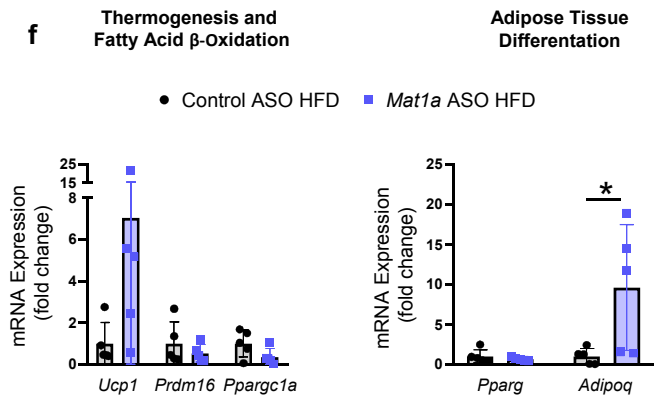 f
Thermogenesis and
Fatty Acid β-Oxidation
Adipose Tissue
Differentation
Control ASO HFD
Mat1a ASO HFD
mRNA Expression
(fold change)
25
15
8
6
4
2
0
Ucp1 Prdm16 Ppargc1a
mRNA Expression
(fold change)
25
20
15
10
5
0
*
Pparg Adipoq